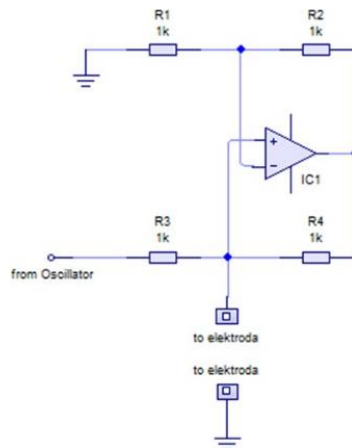 R1
1k
R2
1k
+
-
IC1
R3
1k
R4
1k
from Oscillator
to elektroda
to elektroda